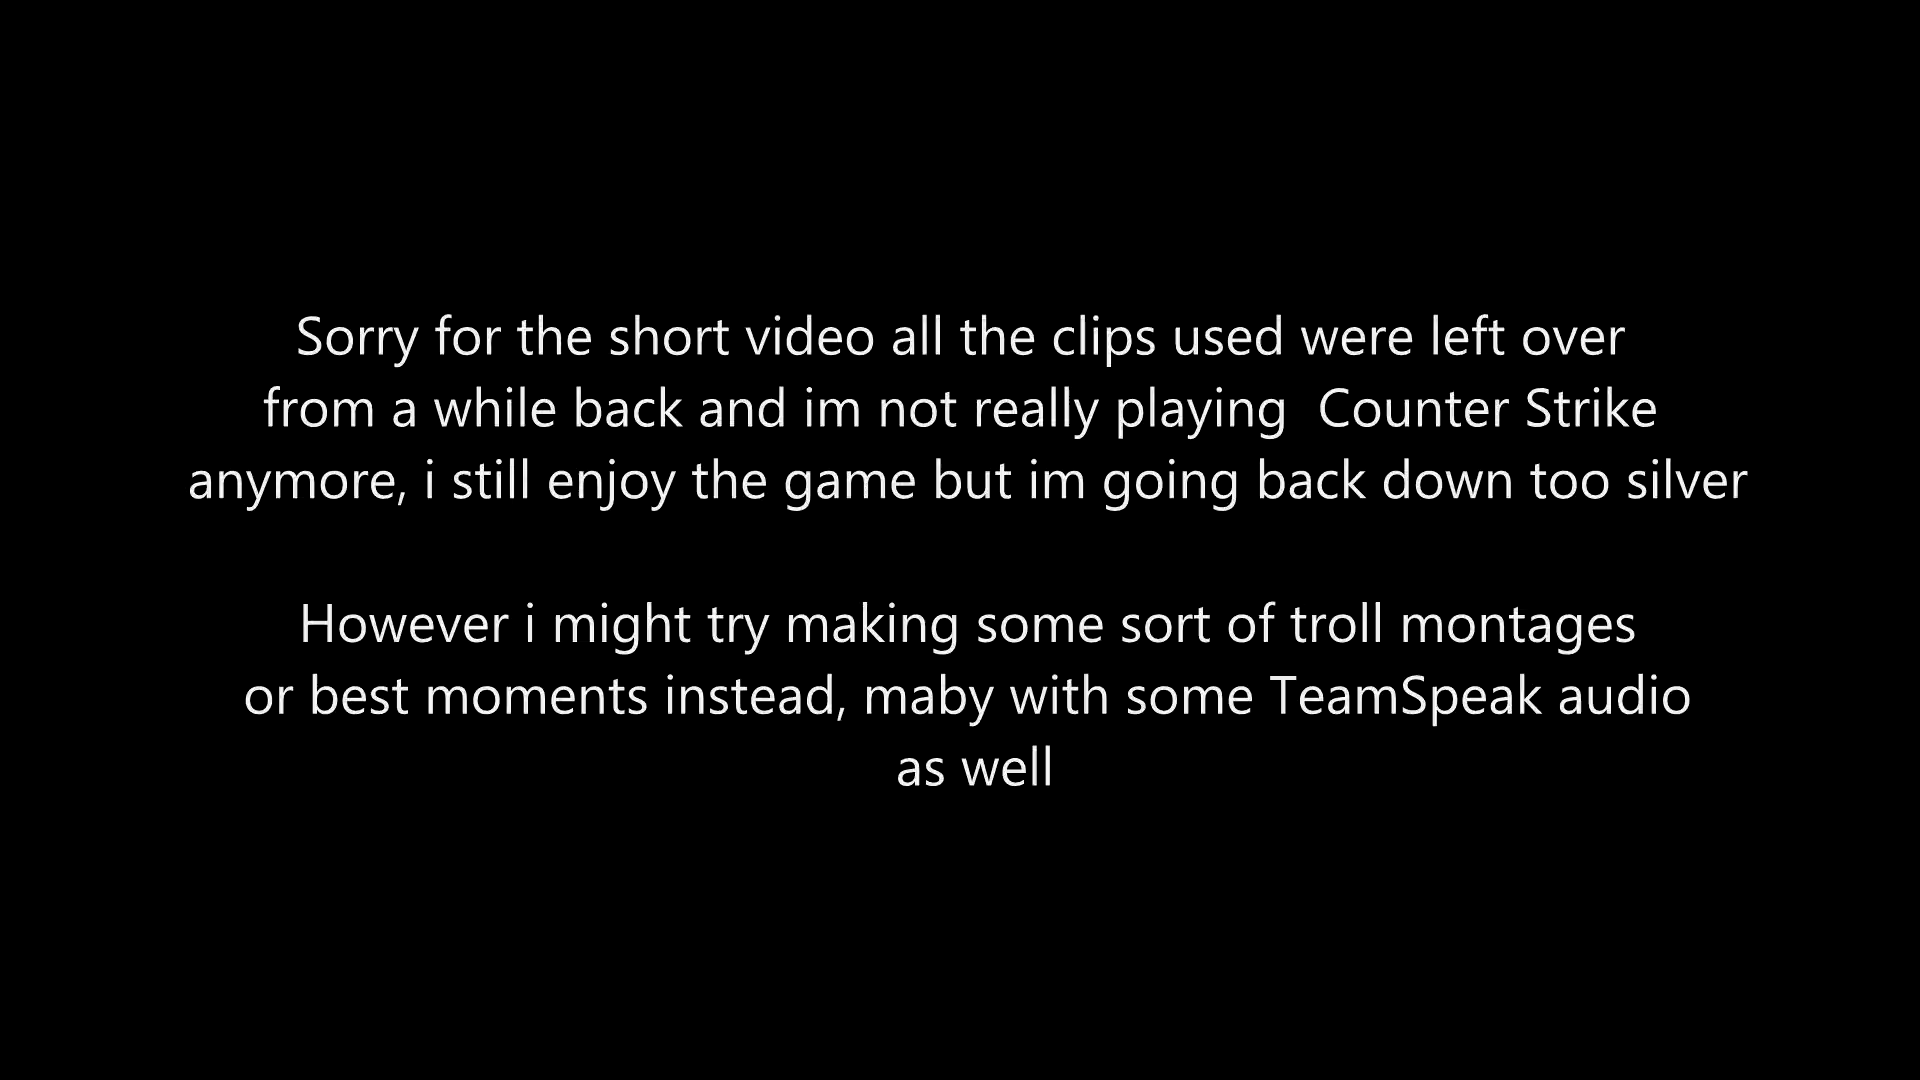 Sorry for the short video all the clips used were left over
from a while back and im not really playing  Counter Strike
anymore, i still enjoy the game but im going back down too silver
However i might try making some sort of troll montages
or best moments instead, maby with some TeamSpeak audio
as well